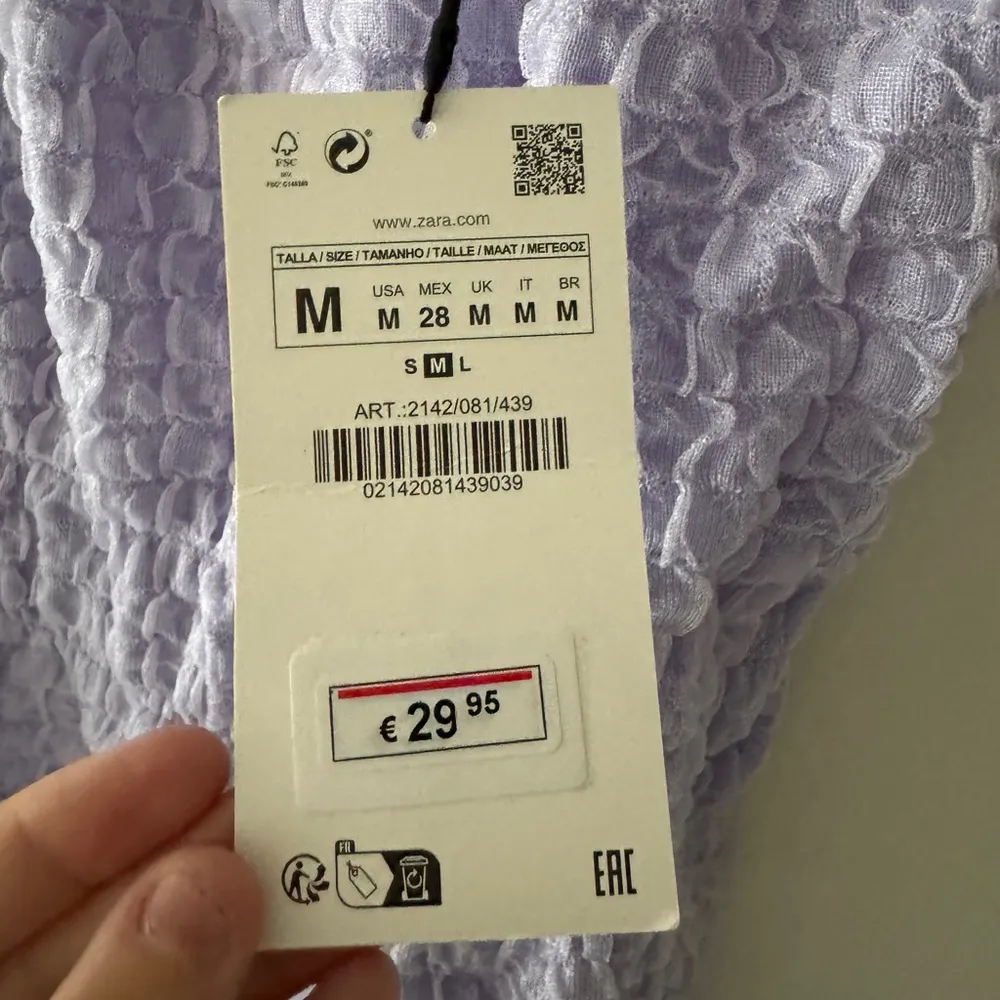 FSC
MIX
www.zara.com
TALLA / SIZE / TAMANHO / TAILLE / MAAT / ΜΕΓΕΘΟΣ
M
USA MEX UK IT BR
M 28 M M M
S M L
ART.:2142/081/439
02142081439039
€ 29 95
FR
EAC